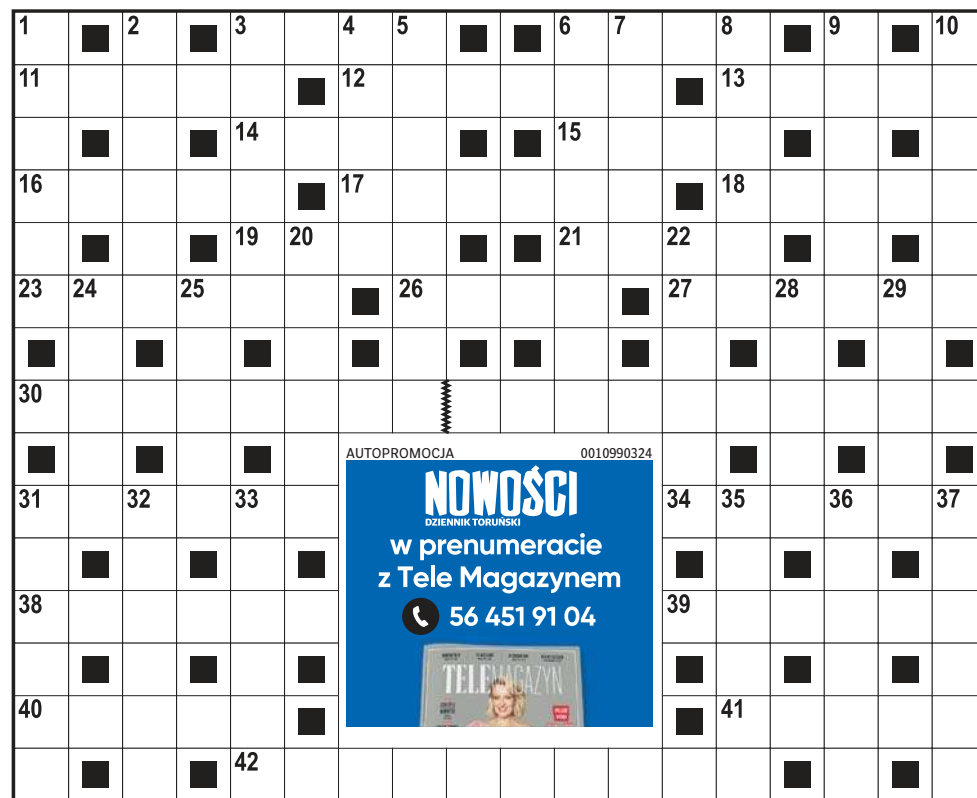 1 2 3 4 5 6 7 8 9 10
11 12 13
14 15
16 17 18
19 20 21 22
23 24 25 26 27 28 29
30
AUTOPROMOCJA 0010990324
NOWOŚCI
DZIENNIK TORUŃSKI
31 32 33 34 35 36 37
w prenumeracie
z Tele Magazynem
38 56 451 91 04 39
TELEMAGAZYN
40 41
42